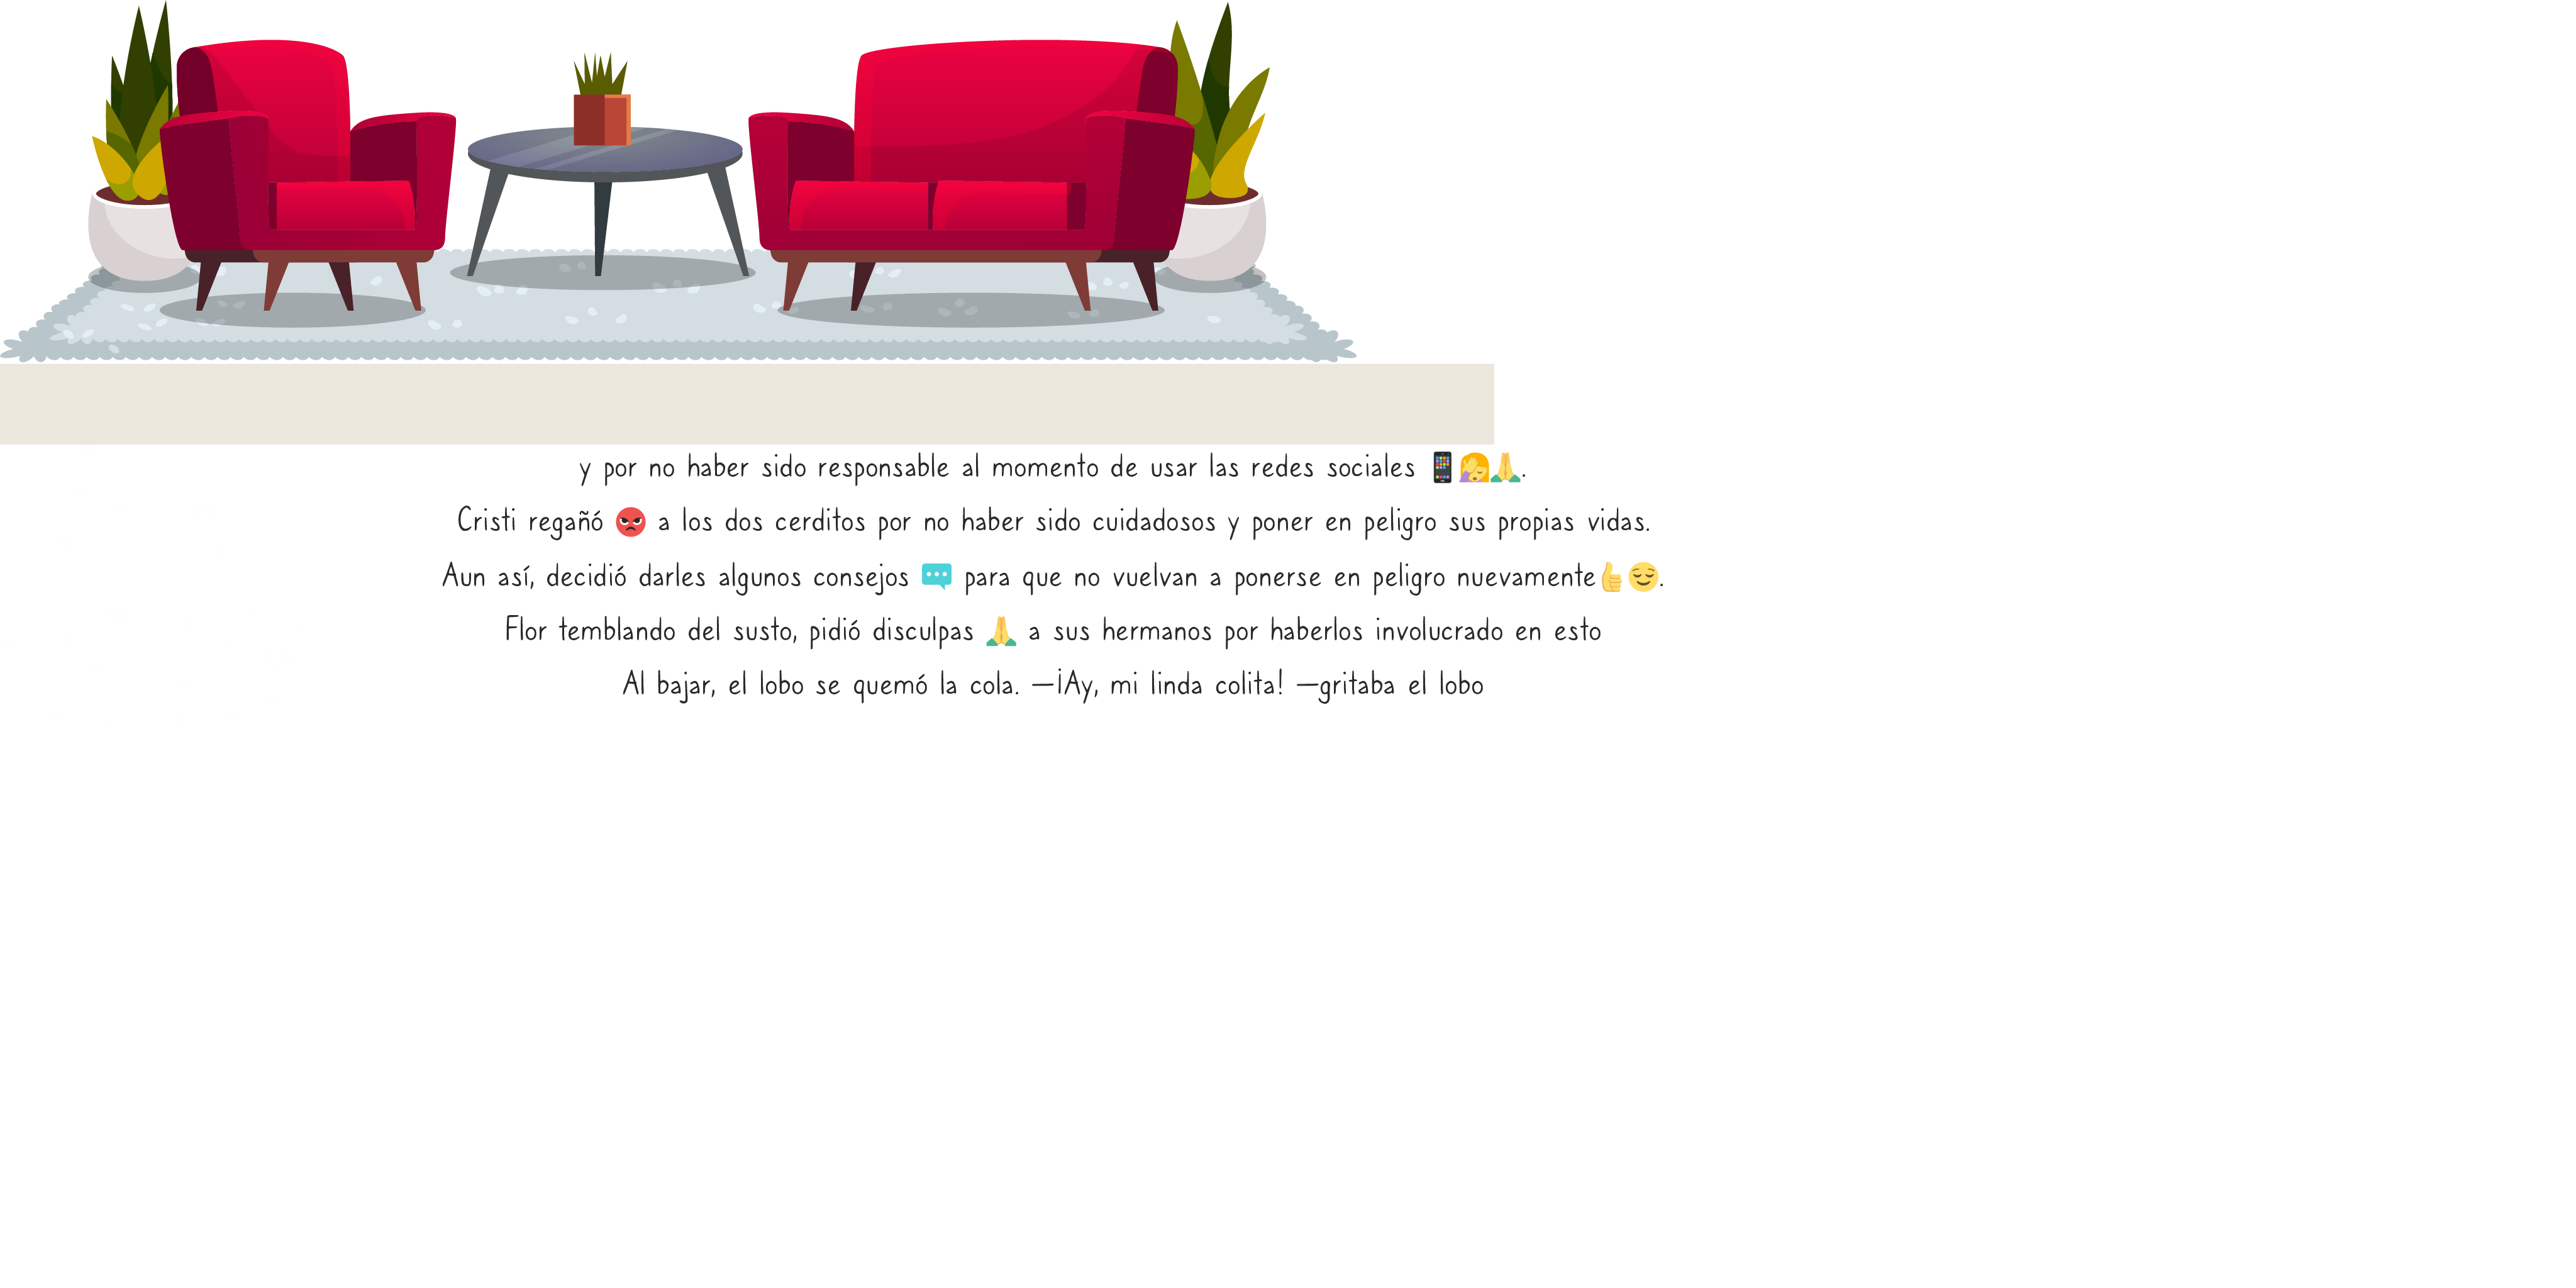 y por no haber sido responsable al momento de usar las redes sociales 📱🤦‍♀️🙏.
Cristi regañó 😡 a los dos cerditos por no haber sido cuidadosos y poner en peligro sus propias vidas.
Aun así, decidió darles algunos consejos 💬 para que no vuelvan a ponerse en peligro nuevamente👍😌.
Flor temblando del susto, pidió disculpas 🙏 a sus hermanos por haberlos involucrado en esto
Al bajar, el lobo se quemó la cola. —¡Ay, mi linda colita! —gritaba el lobo